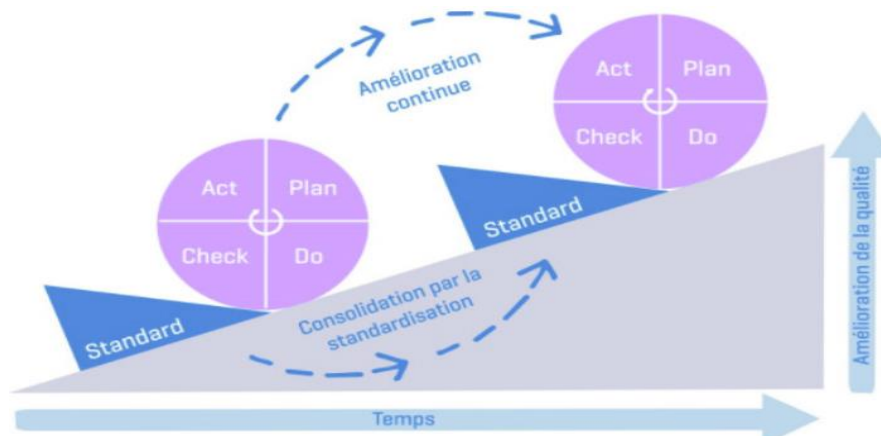 Act
Plan
Check
Do
Amélioration
continue
Act
Plan
Check
Do
Standard
Standard
Consolidation par la
standardisation
Amélioration de la qualité
Temps